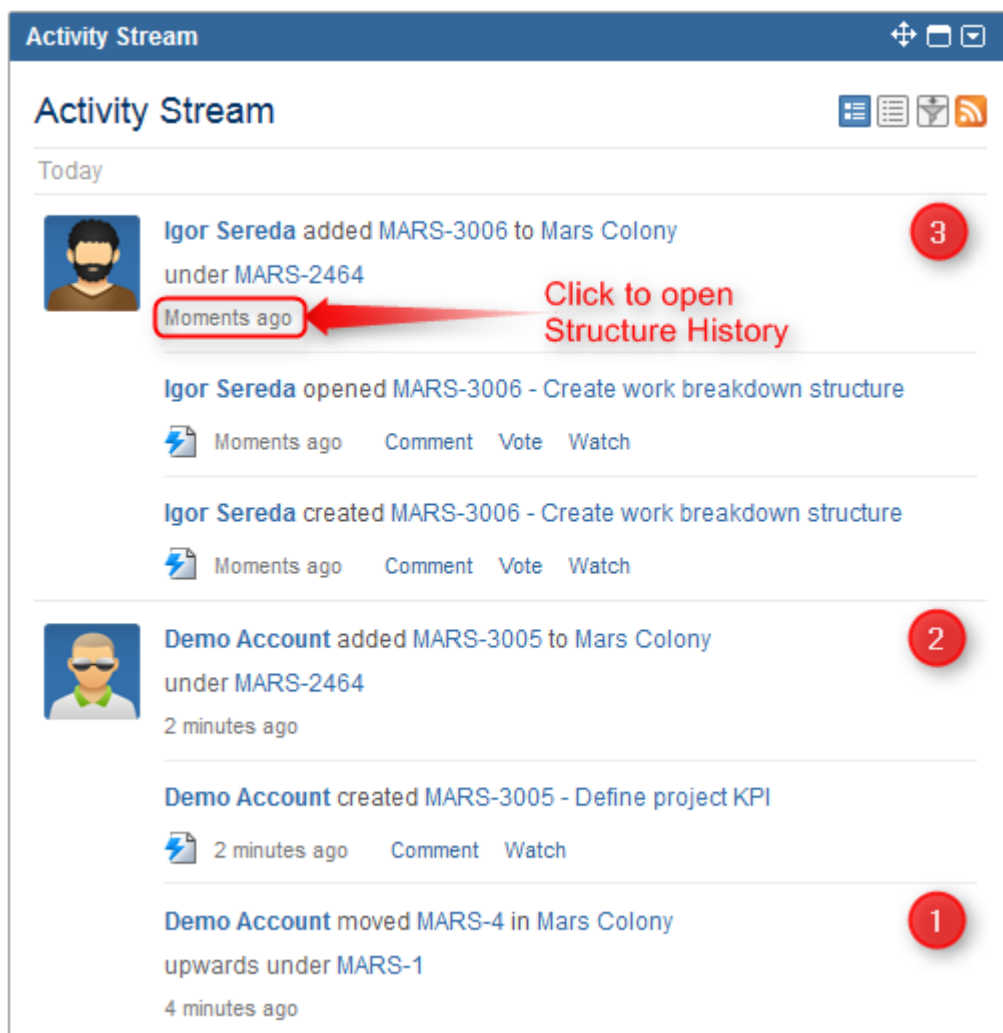 Activity Stream
Activity Stream
Today
Igor Sereda added MARS-3006 to Mars Colony
3
under MARS-2464
Moments ago
Click to open
Structure History
Igor Sereda opened MARS-3006 - Create work breakdown structure
Moments ago Comment Vote Watch
Igor Sereda created MARS-3006 - Create work breakdown structure
Moments ago Comment Vote Watch
Demo Account added MARS-3005 to Mars Colony
2
under MARS-2464
2 minutes ago
Demo Account created MARS-3005 - Define project KPI
2 minutes ago Comment Watch
Demo Account moved MARS-4 in Mars Colony
1
upwards under MARS-1
4 minutes ago